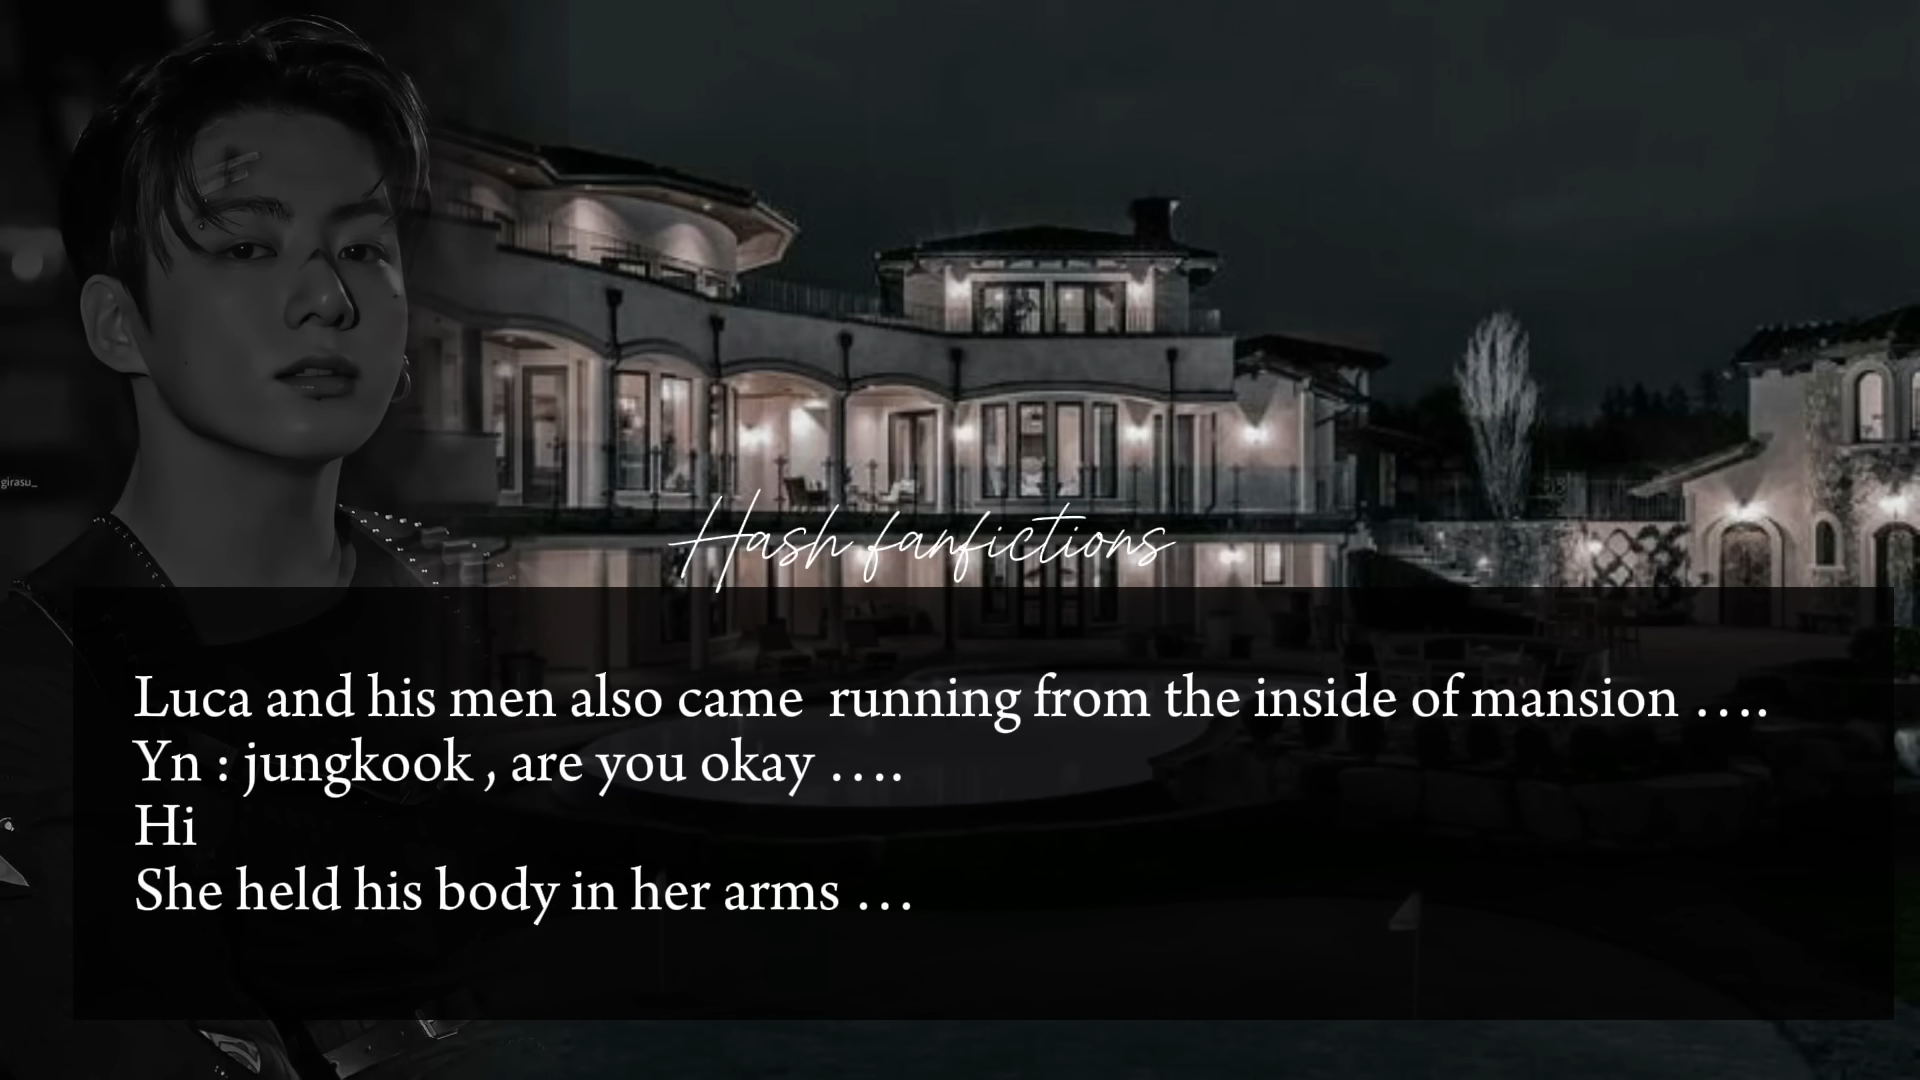 girasu_
Hash fanfictions
Luca and his men also came  running from the inside of mansion ....
Yn : jungkook , are you okay ....
Hi
She held his body in her arms ...